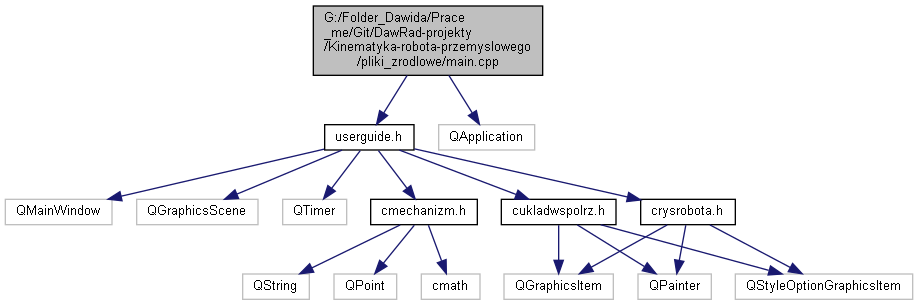 G:/Folder_Dawida/Prace
_me/Git/DawRad-projekty
/Kinematyka-robota-przemyslowego
/pliki_zrodlowe/main.cpp
userguide.h
QApplication
QMainWindow
QGraphicsScene
QTimer
cmechanizm.h
cukladwspolrz.h
crysrobota.h
QString
QPoint
cmath
QGraphicsItem
QPainter
QStyleOptionGraphicsItem